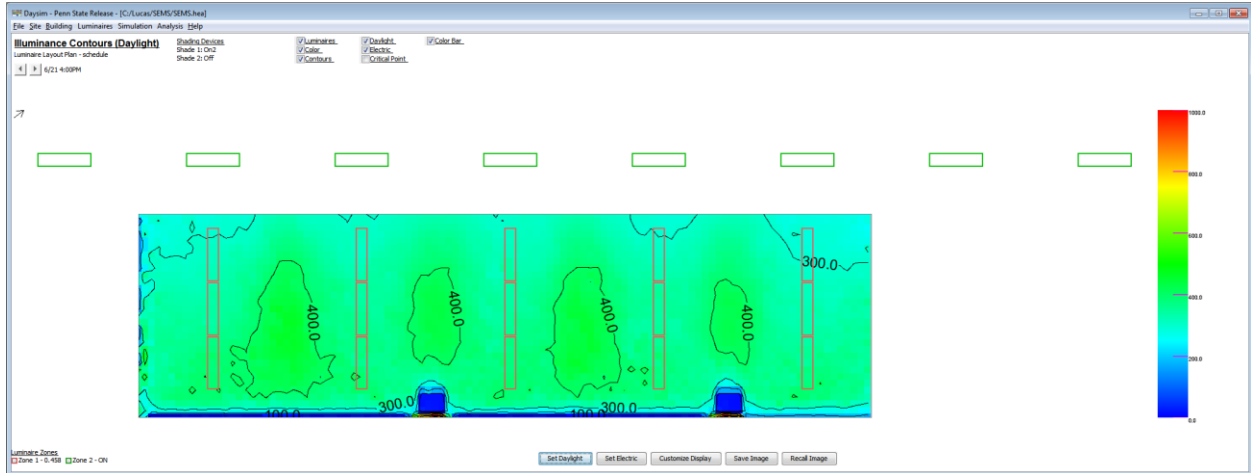 Daysim - Penn State Release - [C:/Lucas/SEMS/SEMS.hea]
File Site Building Luminaires Simulation Analysis Help
Illuminance Contours (Daylight)
Luminaire Layout Plan - schedule
6/21 4:00PM
Shading Devices
Shade 1: On2
Shade 2: Off
Luminaires Daylight Color Bar
Color Electric
Contours Critical Point
1000.0
800.0
600.0
400.0
200.0
0.0
300.0
400.0
400.0
400.0
400.0
300.0
300.0
100.0
100.0
Luminaire Zones
Zone 1 - 0.458 Zone 2 - ON
Set Daylight Set Electric Customize Display Save Image Recall Image